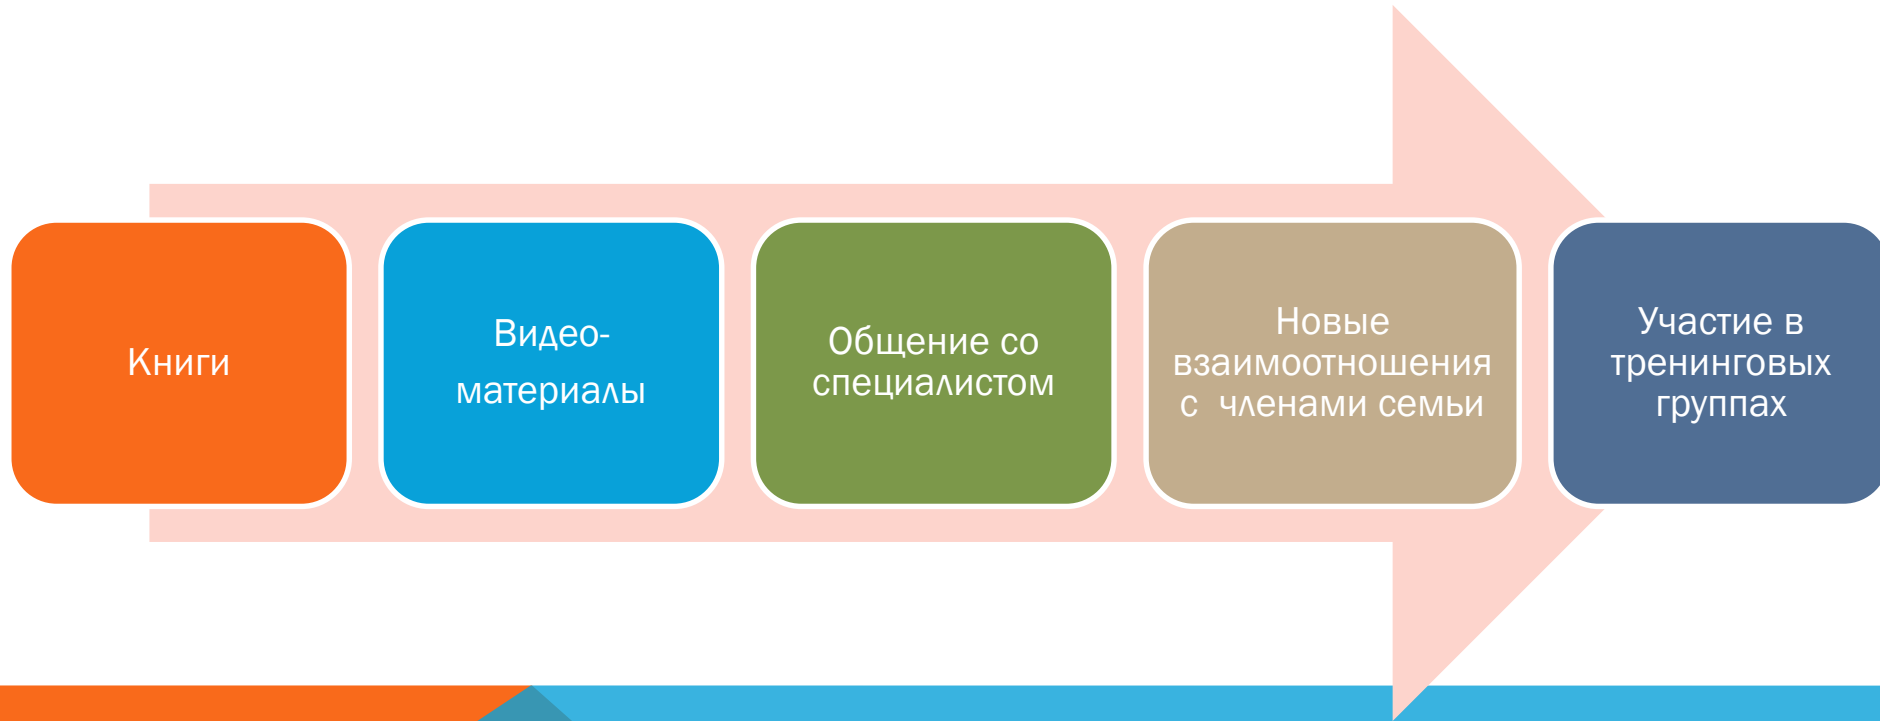 Книги
Видео-
материалы
Общение со
специалистом
Новые
взаимоотношения
с членами семьи
Участие в
тренинговых
группах